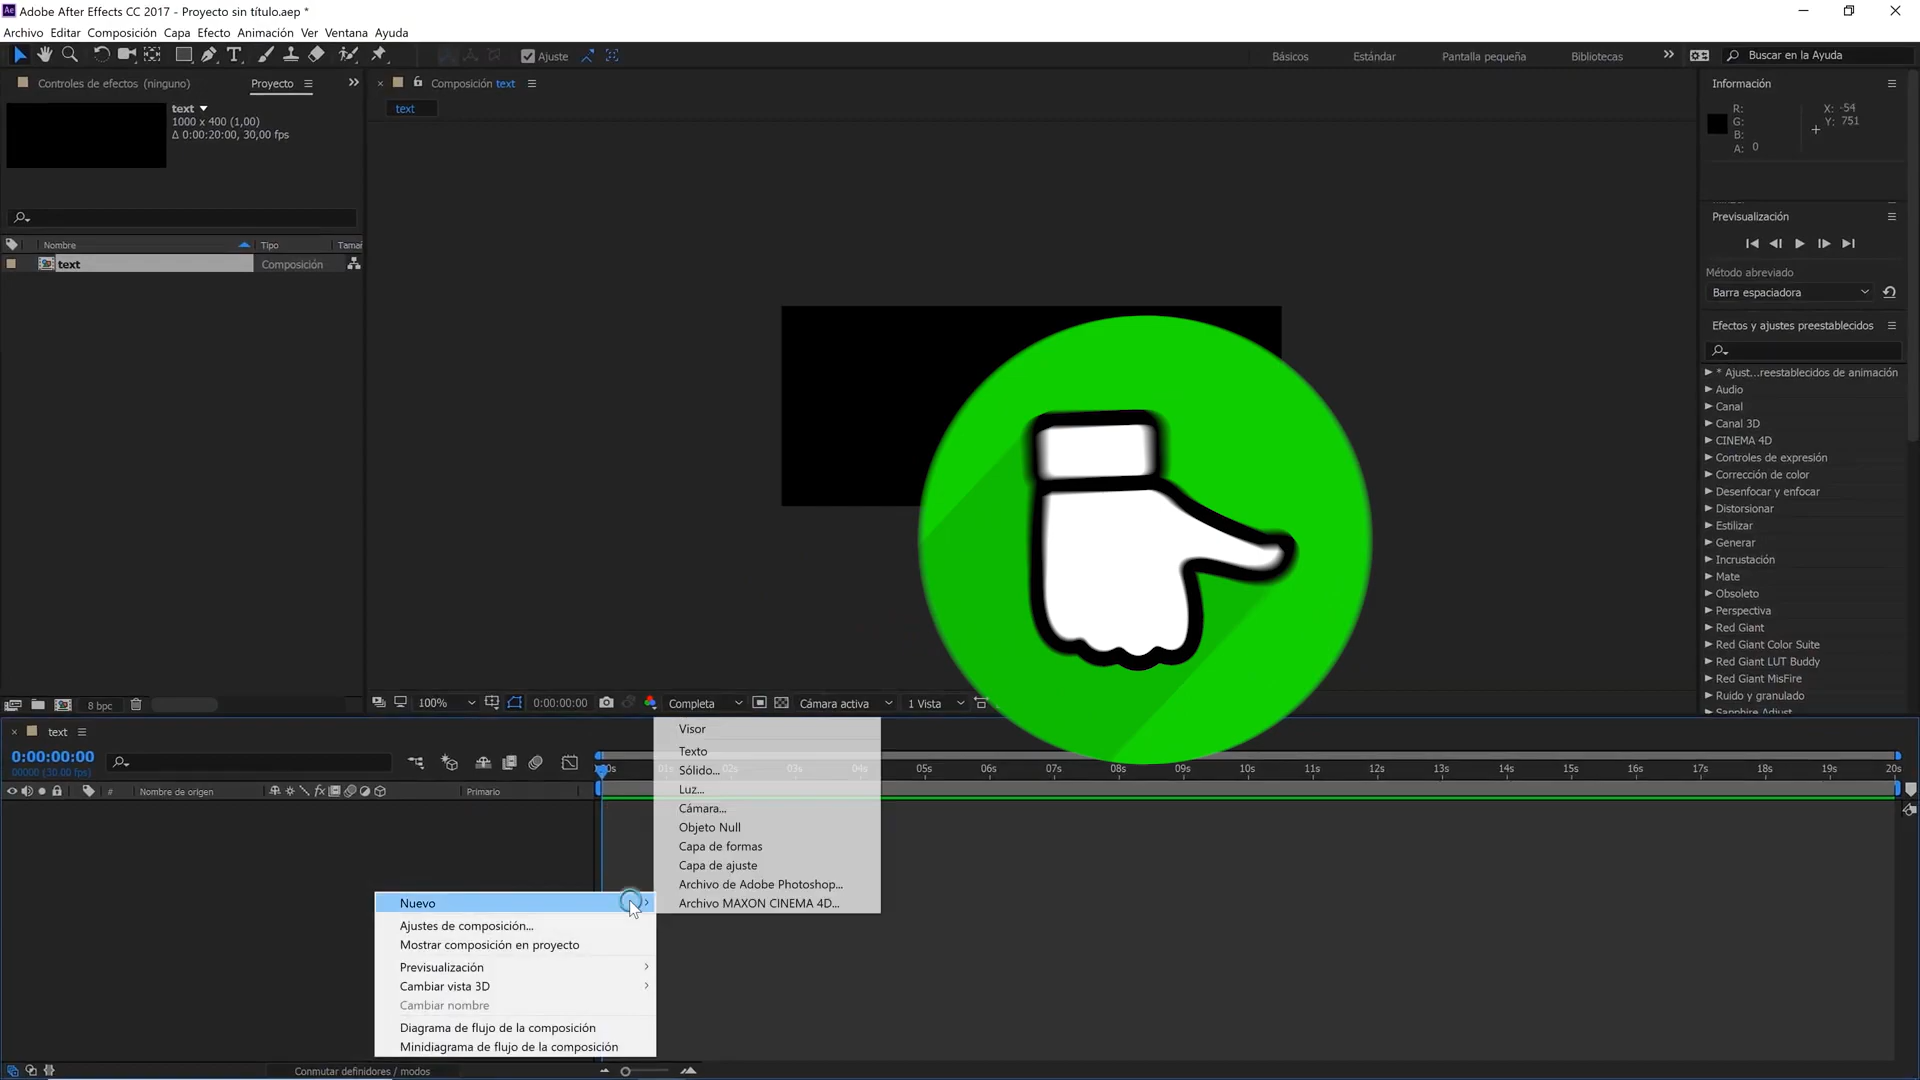 Adobe After Effects CC 2017 - Proyecto sin título.aep *
Archivo Editar Composición Capa Efecto Animación Ver Ventana Ayuda
Ajuste
Básicos Estándar Pantalla pequeña Bibliotecas Buscar en la Ayuda
Controles de efectos (ninguno) Proyecto
Composición text
Información
text
1000 x 400 (1,00)
Δ 0:00:20:00, 30,00 fps
text
R:
G:
B:
A: 0
X: -54
Y: 751
Previsualización
Nombre Tipo Tamañ
text Composición
Método abreviado
Barra espaciadora
Efectos y ajustes preestablecidos
* Ajust...reestablecidos de animación
Audio
Canal
Canal 3D
CINEMA 4D
Controles de expresión
Corrección de color
Desenfocar y enfocar
Distorsionar
Estilizar
Generar
Incrustación
Mate
Obsoleto
Perspectiva
Red Giant
Red Giant Color Suite
Red Giant LUT Buddy
Red Giant MisFire
Ruido y granulado
Sapphire Adjust
8 bpc
100% 0:00:00:00 Completa Cámara activa 1 Vista
text
0:00:00:00
00000 (30.00 fps)
# Nombre de origen Primario
05s 06s 07s 08s 09s 10s 11s 12s 13s 14s 15s 16s 17s 18s 19s 20s
Visor
Texto
Sólido...
Luz...
Cámara...
Objeto Null
Capa de formas
Capa de ajuste
Archivo de Adobe Photoshop...
Archivo MAXON CINEMA 4D...
Nuevo
Ajustes de composición...
Mostrar composición en proyecto
Previsualización
Cambiar vista 3D
Cambiar nombre
Diagrama de flujo de la composición
Minidiagrama de flujo de la composición
Conmutar definidores / modos